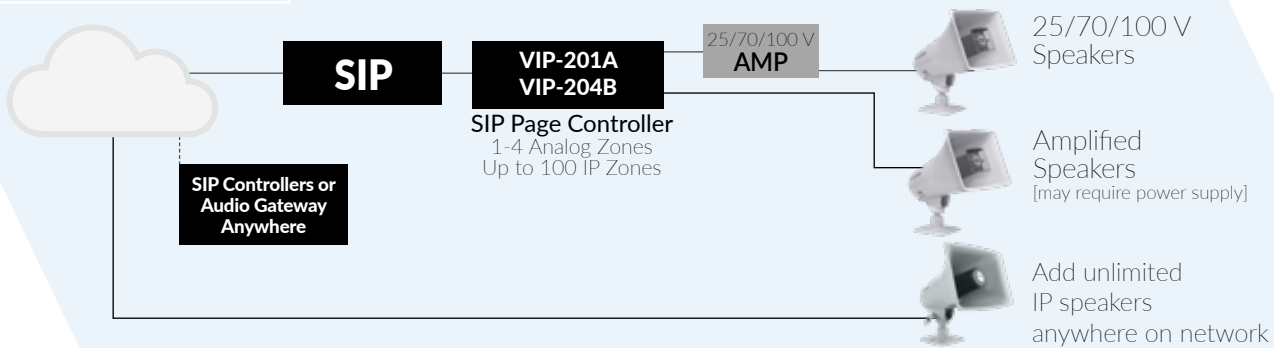 SIP
VIP-201A
VIP-204B
SIP Page Controller
1-4 Analog Zones
Up to 100 IP Zones
25/70/100 V
AMP
25/70/100 V
Speakers
Amplified
Speakers
[may require power supply]
SIP Controllers or
Audio Gateway
Anywhere
Add unlimited
IP speakers
anywhere on network